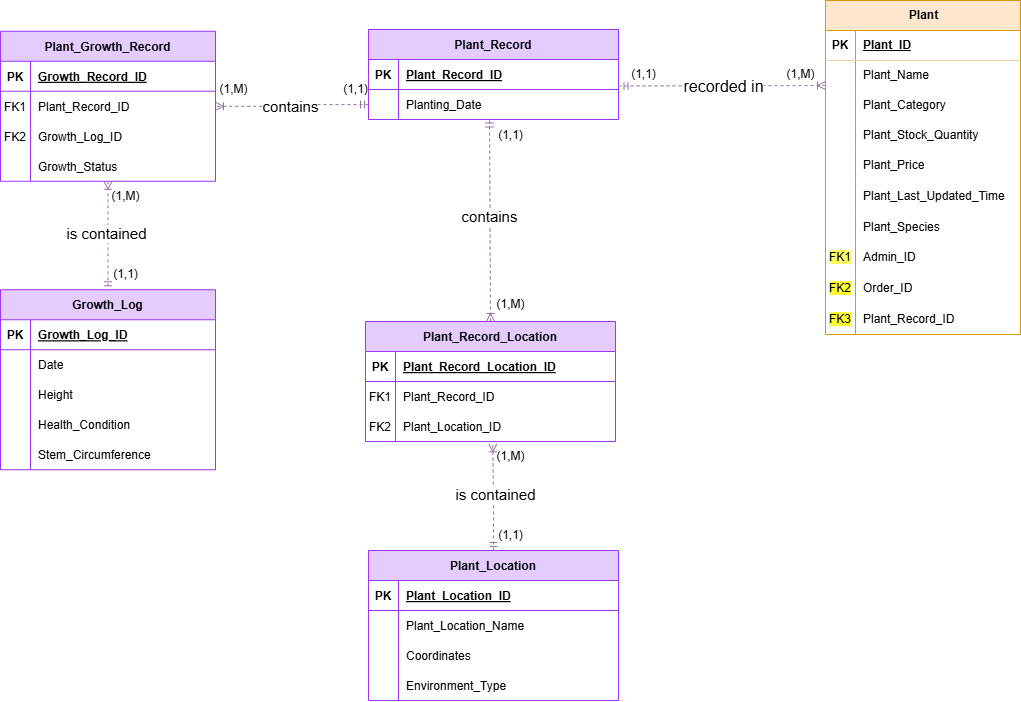 Plant_Growth_Record
PK Growth_Record_ID
FK1 Plant_Record_ID
FK2 Growth_Log_ID
Growth_Status
(1,M)
contains
(1,1)
Plant_Record
PK Plant_Record_ID
Planting_Date
(1,1)
recorded in
(1,M)
Plant
PK Plant_ID
Plant_Name
Plant_Category
Plant_Stock_Quantity
Plant_Price
Plant_Last_Updated_Time
Plant_Species
FK1 Admin_ID
FK2 Order_ID
FK3 Plant_Record_ID
(1,M)
is contained
(1,1)
Growth_Log
PK Growth_Log_ID
Date
Height
Health_Condition
Stem_Circumference
(1,1)
contains
(1,M)
Plant_Record_Location
PK Plant_Record_Location_ID
FK1 Plant_Record_ID
FK2 Plant_Location_ID
(1,M)
is contained
(1,1)
Plant_Location
PK Plant_Location_ID
Plant_Location_Name
Coordinates
Environment_Type